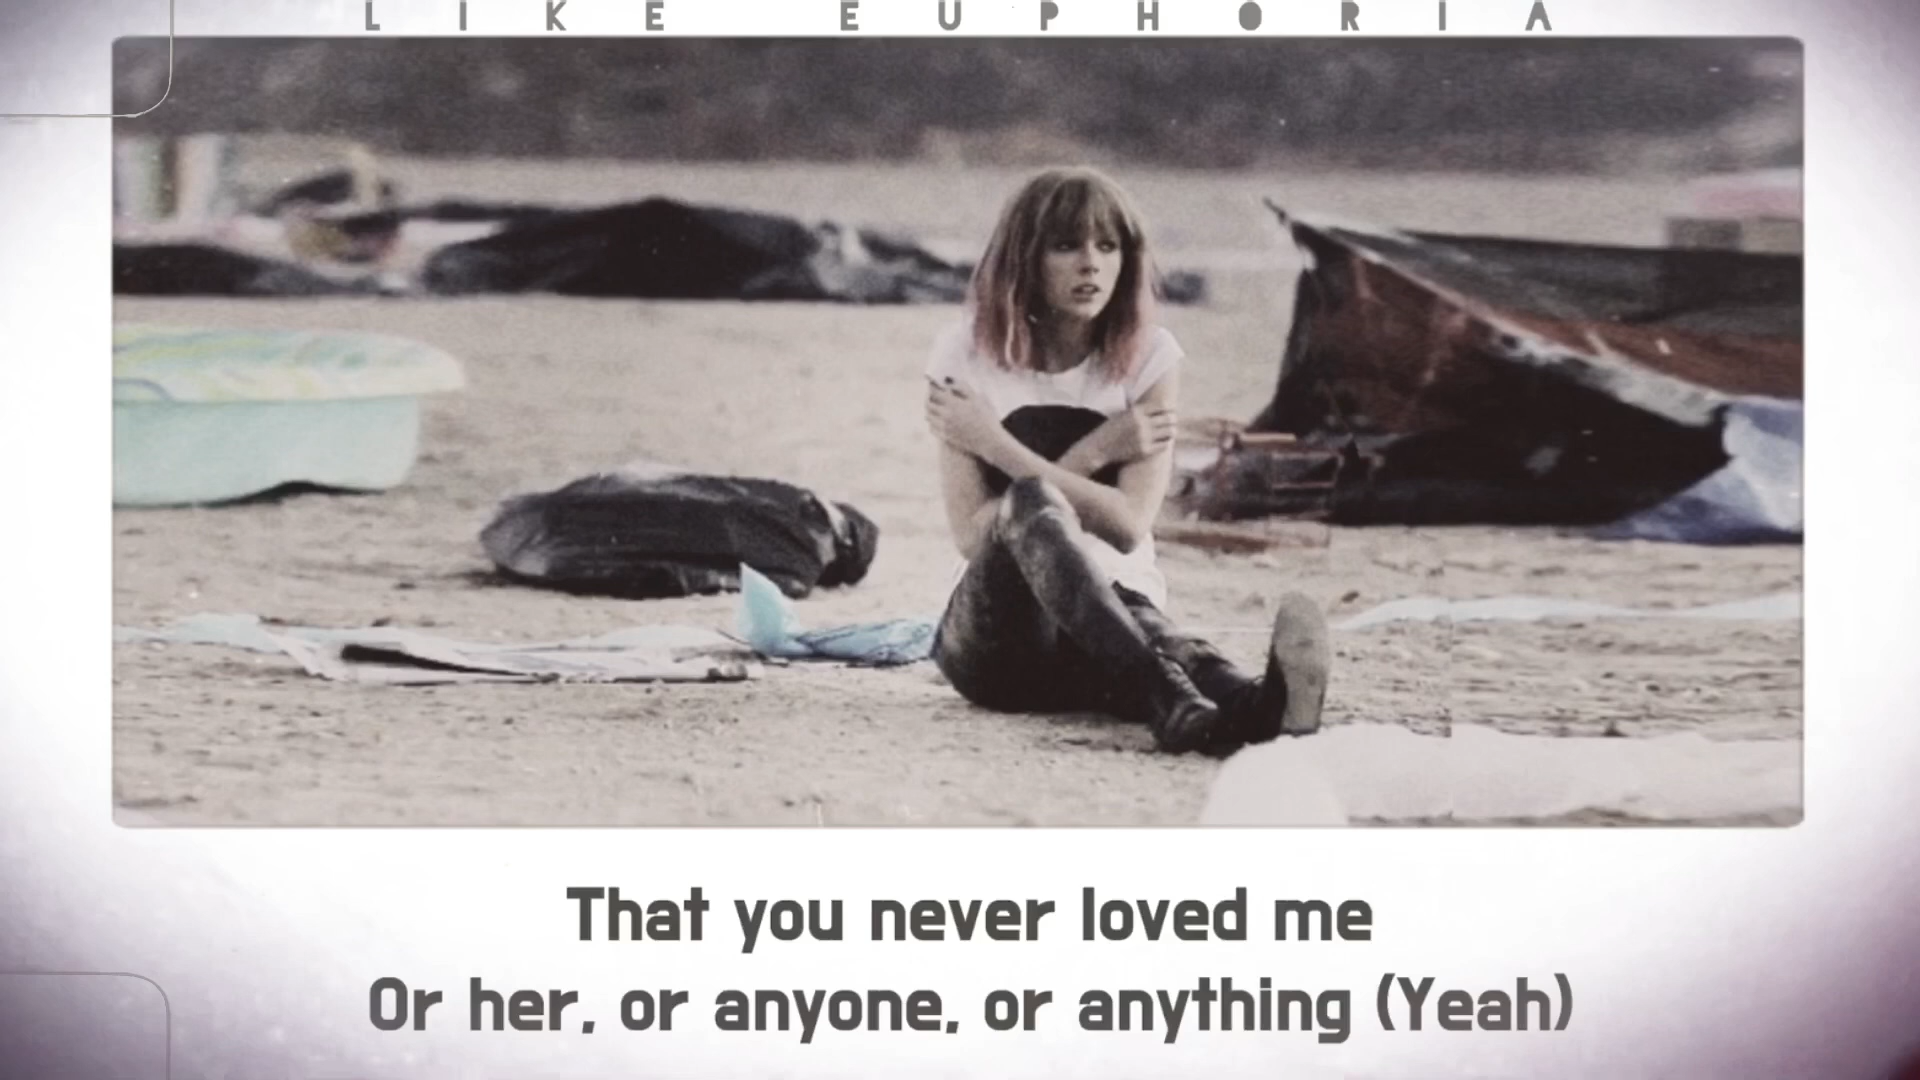 LIKE EUPHORIA
That you never loved me
Or her, or anyone, or anything (Yeah)